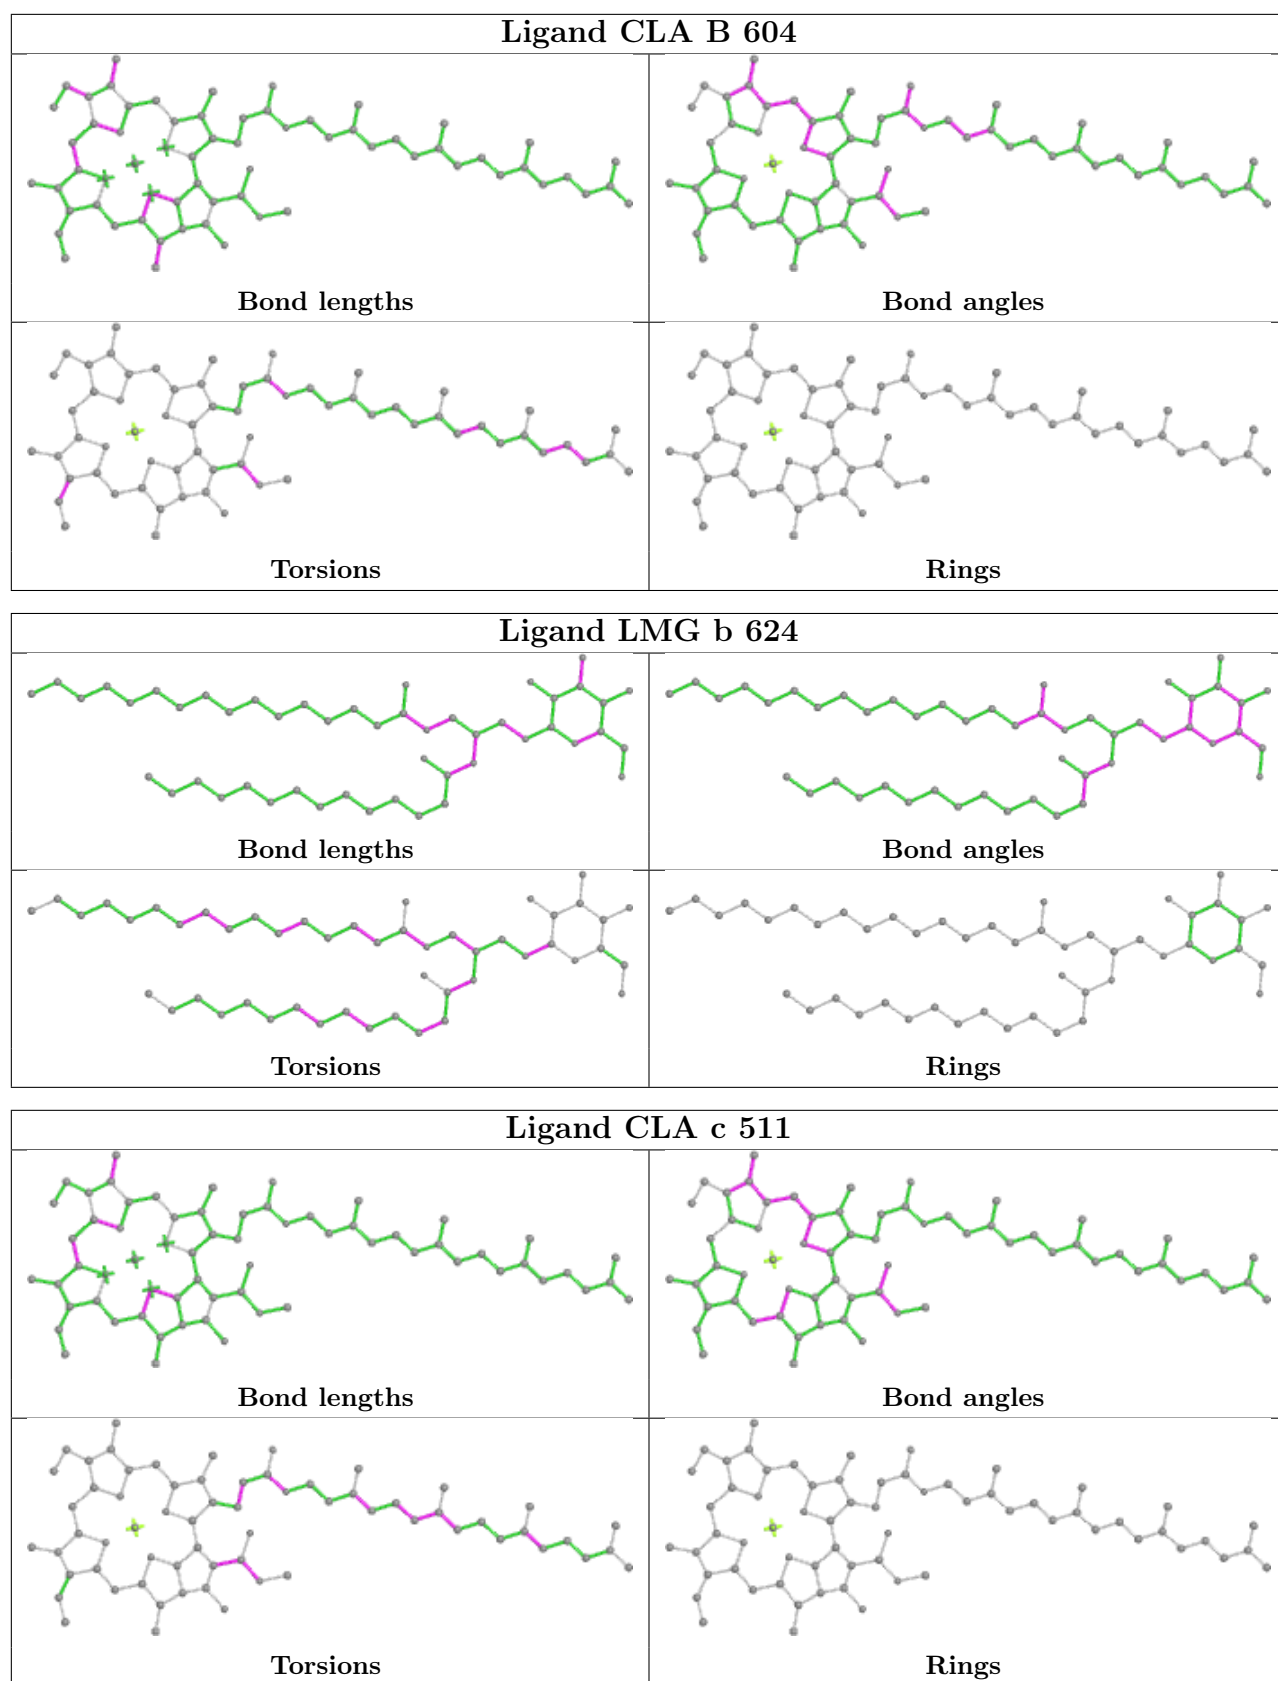 Ligand CLA B 604
Bond lengths
Bond angles
Torsions
Rings
Ligand LMG b 624
Bond lengths
Bond angles
Torsions
Rings
Ligand CLA c 511
Bond lengths
Bond angles
Torsions
Rings